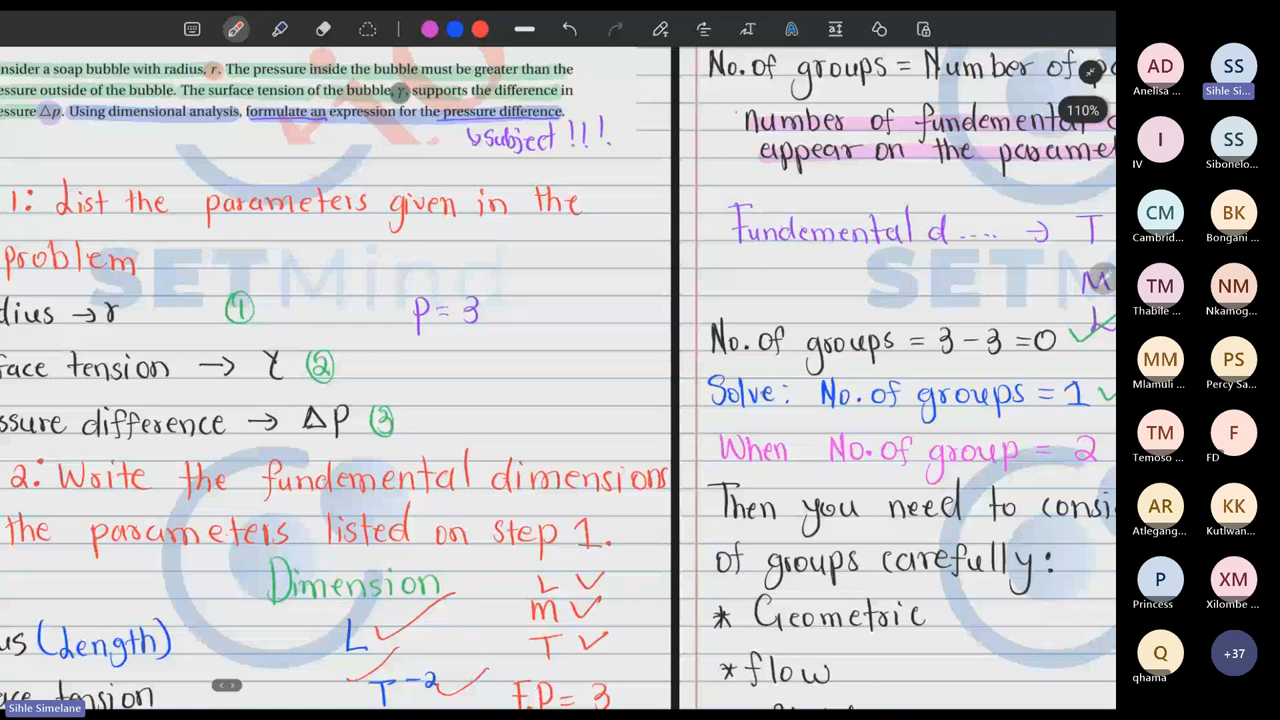 nsider a soap bubble with radius, r. The pressure inside the bubble must be greater than the
essure outside of the bubble. The surface tension of the bubble, γ, supports the difference in
essure Δp. Using dimensional analysis, formulate an expression for the pressure difference.
↳subject !!!
1: List the parameters given in the
problem
dius → r ①
p = 3
face tension → γ ②
ssure difference → ΔP ③
2: Write the fundamental dimensions
the parameters listed on step 1.
Dimension
L ✓
m ✓
T ✓
us (Length) L
T⁻² F.D = 3
ace tension
SETMind
No. of groups = Number of
110%
number of fundemental
appear on the parame
Fundemental d.... → T
M
L
No. of groups = 3 - 3 = 0 ✓
Solve: No. of groups = 1 ✓
When No. of group = 2
Then you need to consi
of groups carefully:
* Geometric
* flow
SET
AD
Anelisa ...
SS
Sihle Si...
I
IV
SS
Sibonelo...
CM
Cambrid...
BK
Bongani ...
TM
Thabile ...
NM
Nkamog...
MM
Mlamuli ...
PS
Percy Sa...
TM
Temoso ...
F
FD
AR
Atlegang...
KK
Kutlwan...
P
Princess
XM
Xilombe ...
Q
qhama
+37
Sihle Simelane